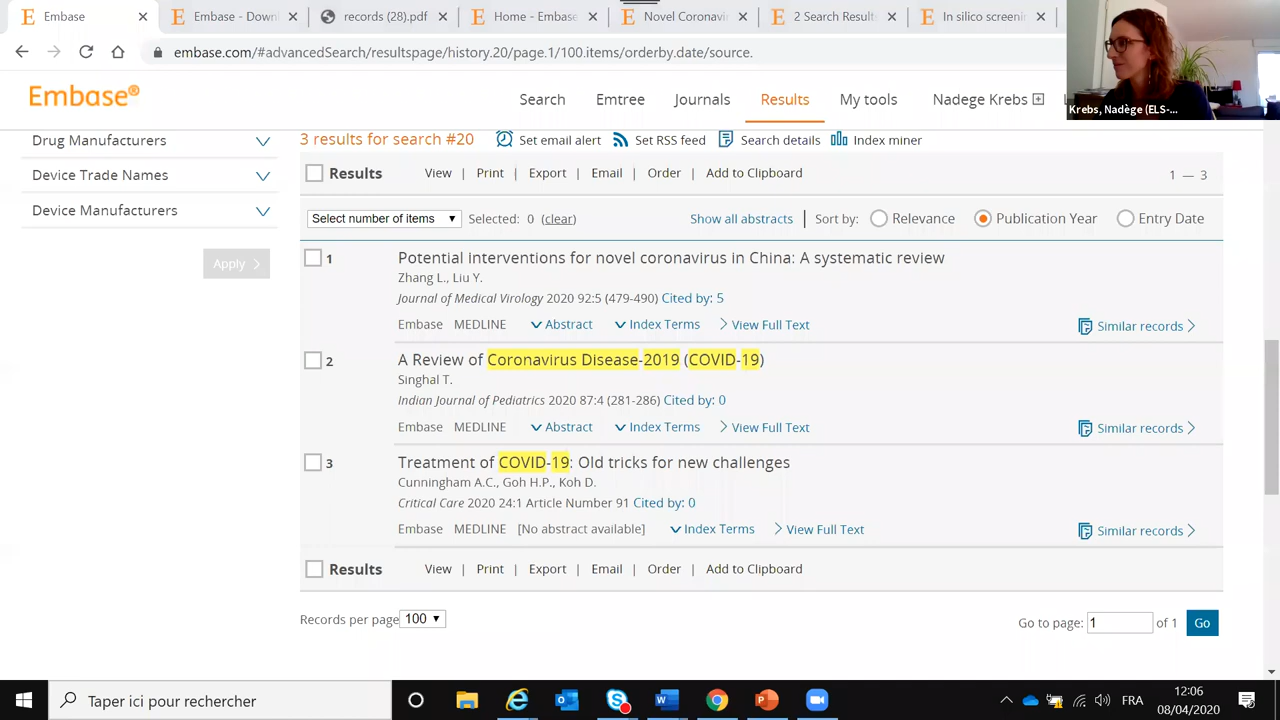 Embase
Embase - Down
records (28).pdf
Home - Embase
Novel Coronavi
2 Search Result
In silico screeni
embase.com/#advancedSearch/resultspage/history.20/page.1/100.items/orderby.date/source.
Krebs, Nadège (ELS-...
Embase®
Search
Emtree
Journals
Results
My tools
Nadege Krebs
Drug Manufacturers
Device Trade Names
Device Manufacturers
Apply
3 results for search #20
Set email alert
Set RSS feed
Search details
Index miner
Results View | Print | Export | Email | Order | Add to Clipboard 1 — 3
Select number of items Selected: 0 (clear) Show all abstracts | Sort by: Relevance Publication Year Entry Date
1 Potential interventions for novel coronavirus in China: A systematic review
Zhang L., Liu Y.
Journal of Medical Virology 2020 92:5 (479-490) Cited by: 5
Embase MEDLINE Abstract Index Terms View Full Text Similar records
2 A Review of Coronavirus Disease-2019 (COVID-19)
Singhal T.
Indian Journal of Pediatrics 2020 87:4 (281-286) Cited by: 0
Embase MEDLINE Abstract Index Terms View Full Text Similar records
3 Treatment of COVID-19: Old tricks for new challenges
Cunningham A.C., Goh H.P., Koh D.
Critical Care 2020 24:1 Article Number 91 Cited by: 0
Embase MEDLINE [No abstract available] Index Terms View Full Text Similar records
Results View | Print | Export | Email | Order | Add to Clipboard
Records per page 100
Go to page: 1 of 1 Go
Taper ici pour rechercher
FRA
12:06
08/04/2020